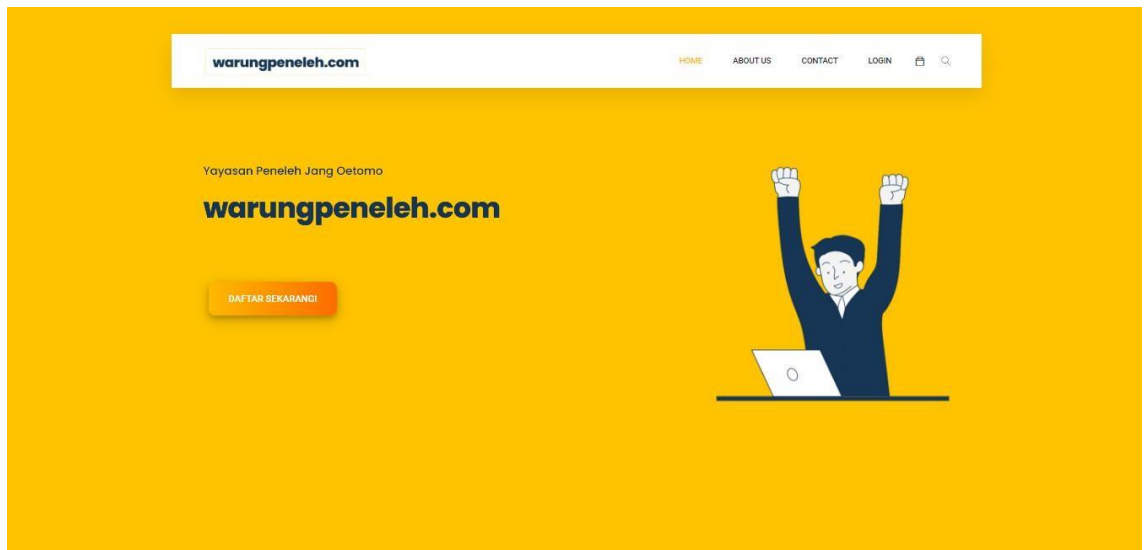 warungpeneleh.com
HOME ABOUT US CONTACT LOGIN
Yayasan Peneleh Jang Oetomo
warungpeneleh.com
DAFTAR SEKARANG!